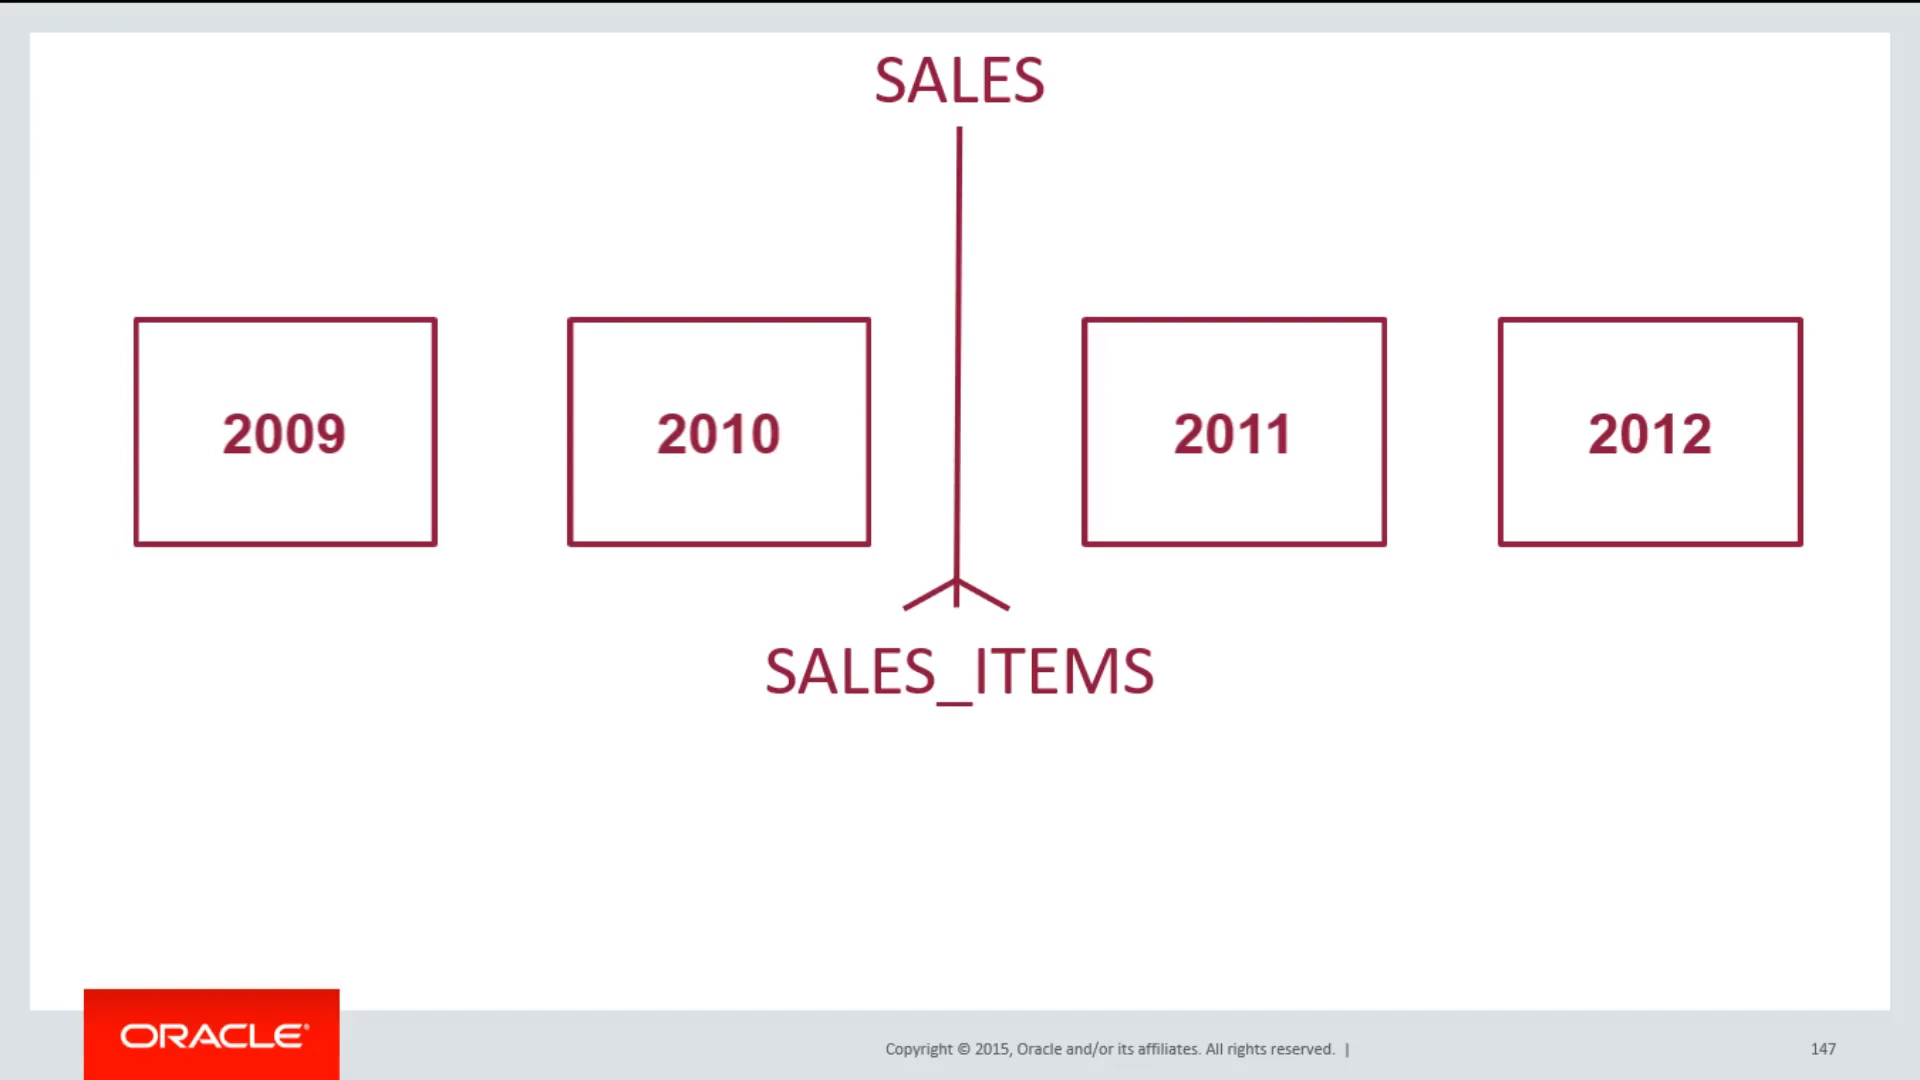 SALES
2009
2010
2011
2012
SALES_ITEMS
ORACLE®
Copyright © 2015, Oracle and/or its affiliates. All rights reserved. |
147